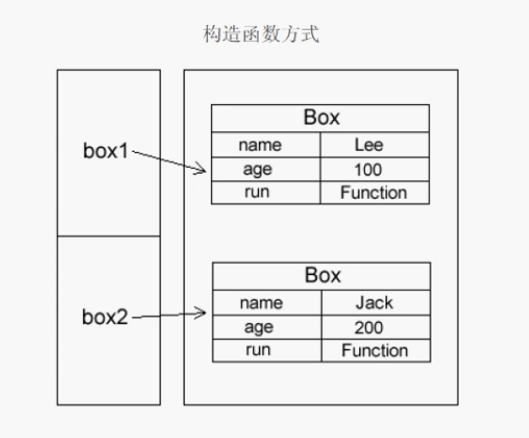 构造函数方式
box1
Box
name Lee
age 100
run Function
box2
Box
name Jack
age 200
run Function